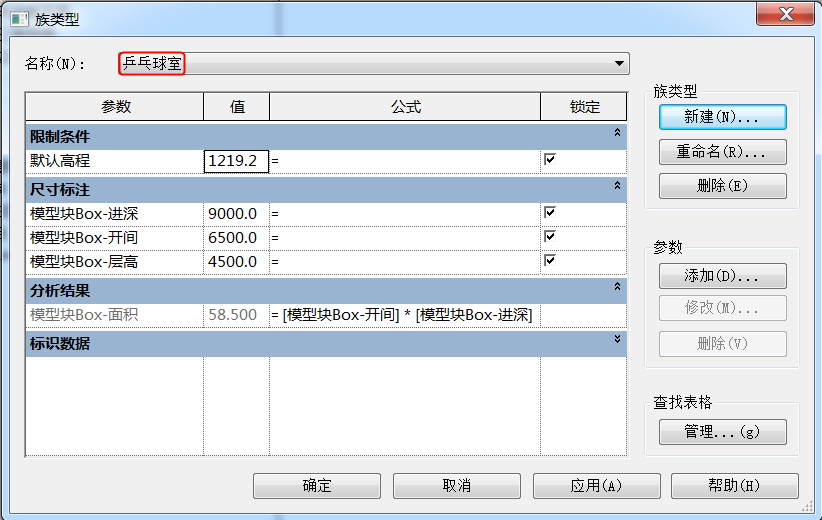 族类型
名称(N): 乒乓球室
参数 值 公式 锁定
限制条件
默认高程 1219.2 =
尺寸标注
模型块Box-进深 9000.0 =
模型块Box-开间 6500.0 =
模型块Box-层高 4500.0 =
分析结果
模型块Box-面积 58.500 = [模型块Box-开间] * [模型块Box-进深]
标识数据
族类型
新建(N)...
重命名(R)...
删除(E)
参数
添加(D)...
修改(M)...
删除(V)
查找表格
管理...(g)
确定 取消 应用(A) 帮助(H)